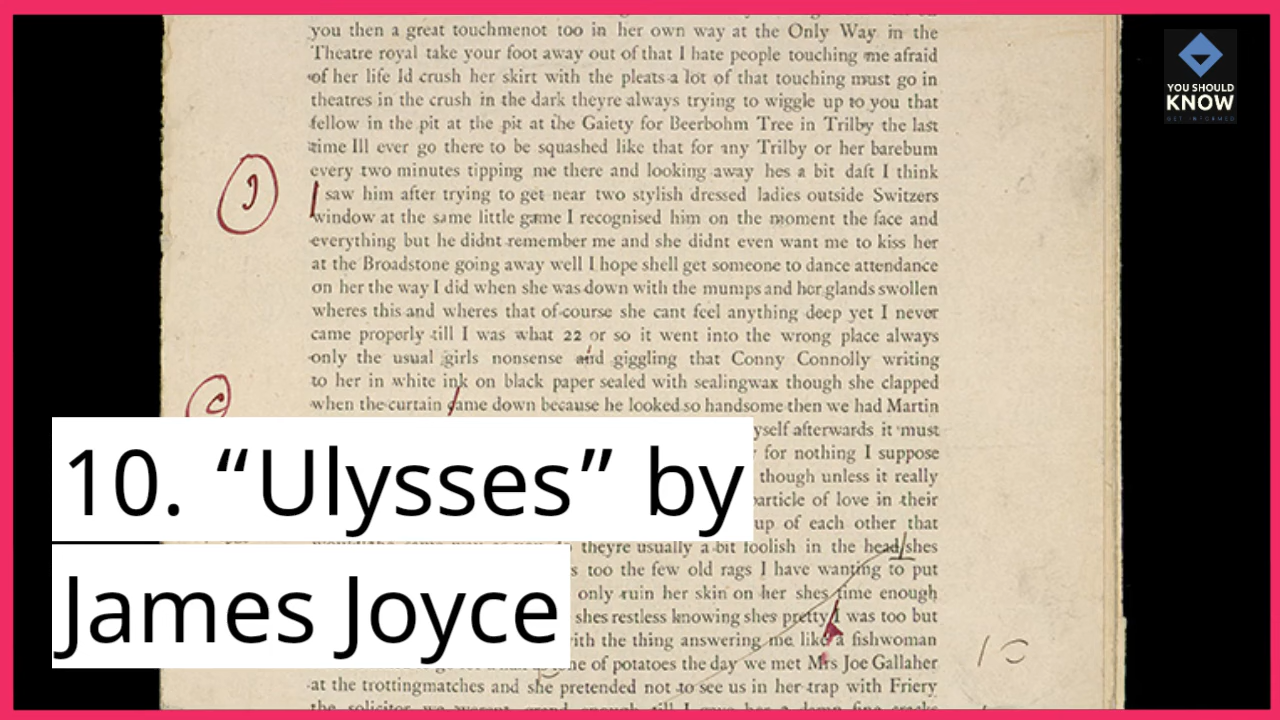 you then a great touchmenot too in her own way at the Only Way in the
Theatre royal take your foot away out of that I hate people touching me afraid
of her life Id crush her skirt with the pleats a lot of that touching must go in
theatres in the crush in the dark theyre always trying to wiggle up to you that
fellow in the pit at the pit at the Gaiety for Beerbohm Tree in Trilby the last
time Ill ever go there to be squashed like that for any Trilby or her barebum
every two minutes tipping me there and looking away hes a bit daft I think
I saw him after trying to get near two stylish dressed ladies outside Switzers
window at the same little game I recognised him on the moment the face and
everything but he didnt remember me and she didnt even want me to kiss her
at the Broadstone going away well I hope shell get someone to dance attendance
on her the way I did when she was down with the mumps and her glands swollen
wheres this and wheres that of course she cant feel anything deep yet I never
came properly till I was what 22 or so it went into the wrong place always
only the usual girls nonsense and giggling that Conny Connolly writing
to her in white ink on black paper sealed with sealingwax though she clapped
when the curtain came down because he looked so handsome then we had Martin
yself afterwards it must
for nothing I suppose
though unless it really
particle of love in their
up of each other that
theyre usually a bit foolish in the head shes
too the few old rags I have wanting to put
only ruin her skin on her shes time enough
shes restless knowing shes pretty I was too but
with the thing answering me like a fishwoman
of potatoes the day we met Mrs Joe Gallaher
at the trottingmatches and she pretended not to see us in her trap with Friery
10
10. “Ulysses” by
James Joyce
YOU SHOULD
KNOW
GET INFORMED